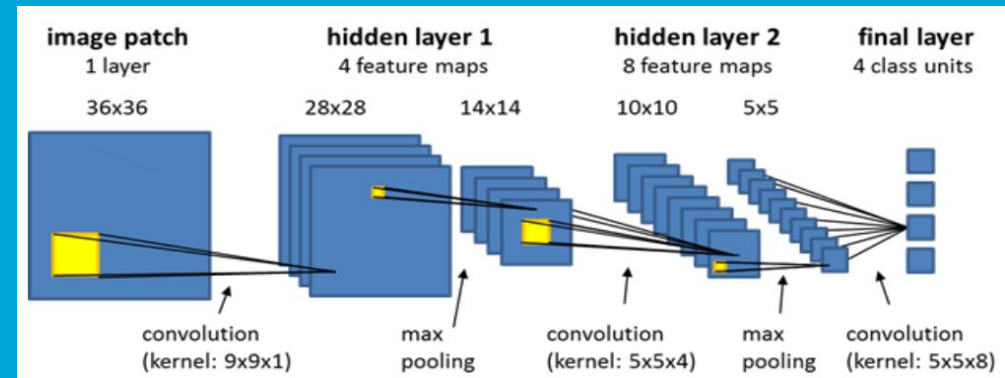 image patch
1 layer
36x36
hidden layer 1
4 feature maps
28x28
14x14
hidden layer 2
8 feature maps
10x10
5x5
final layer
4 class units
convolution
(kernel: 9x9x1)
max
pooling
convolution
(kernel: 5x5x4)
max
pooling
convolution
(kernel: 5x5x8)